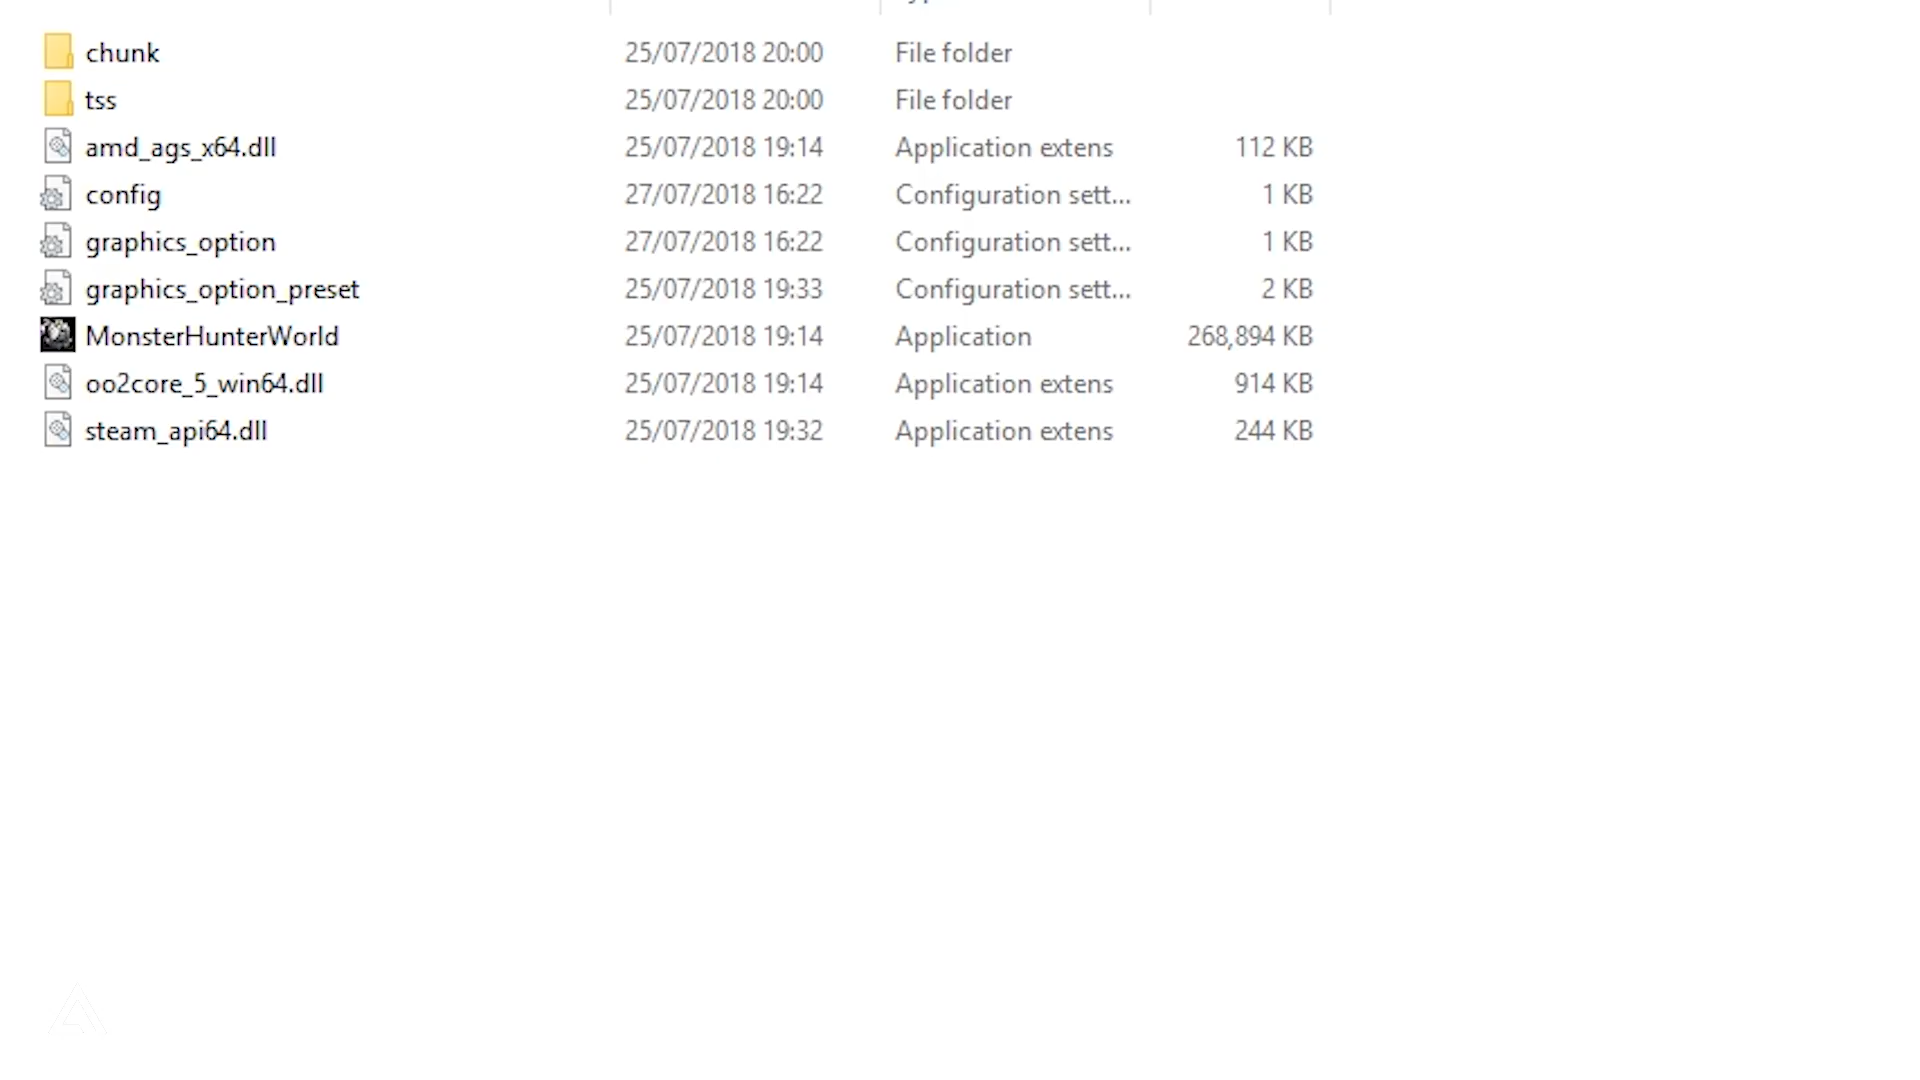 chunk 25/07/2018 20:00 File folder
tss 25/07/2018 20:00 File folder
amd_ags_x64.dll 25/07/2018 19:14 Application extens 112 KB
config 27/07/2018 16:22 Configuration sett... 1 KB
graphics_option 27/07/2018 16:22 Configuration sett... 1 KB
graphics_option_preset 25/07/2018 19:33 Configuration sett... 2 KB
MonsterHunterWorld 25/07/2018 19:14 Application 268,894 KB
oo2core_5_win64.dll 25/07/2018 19:14 Application extens 914 KB
steam_api64.dll 25/07/2018 19:32 Application extens 244 KB